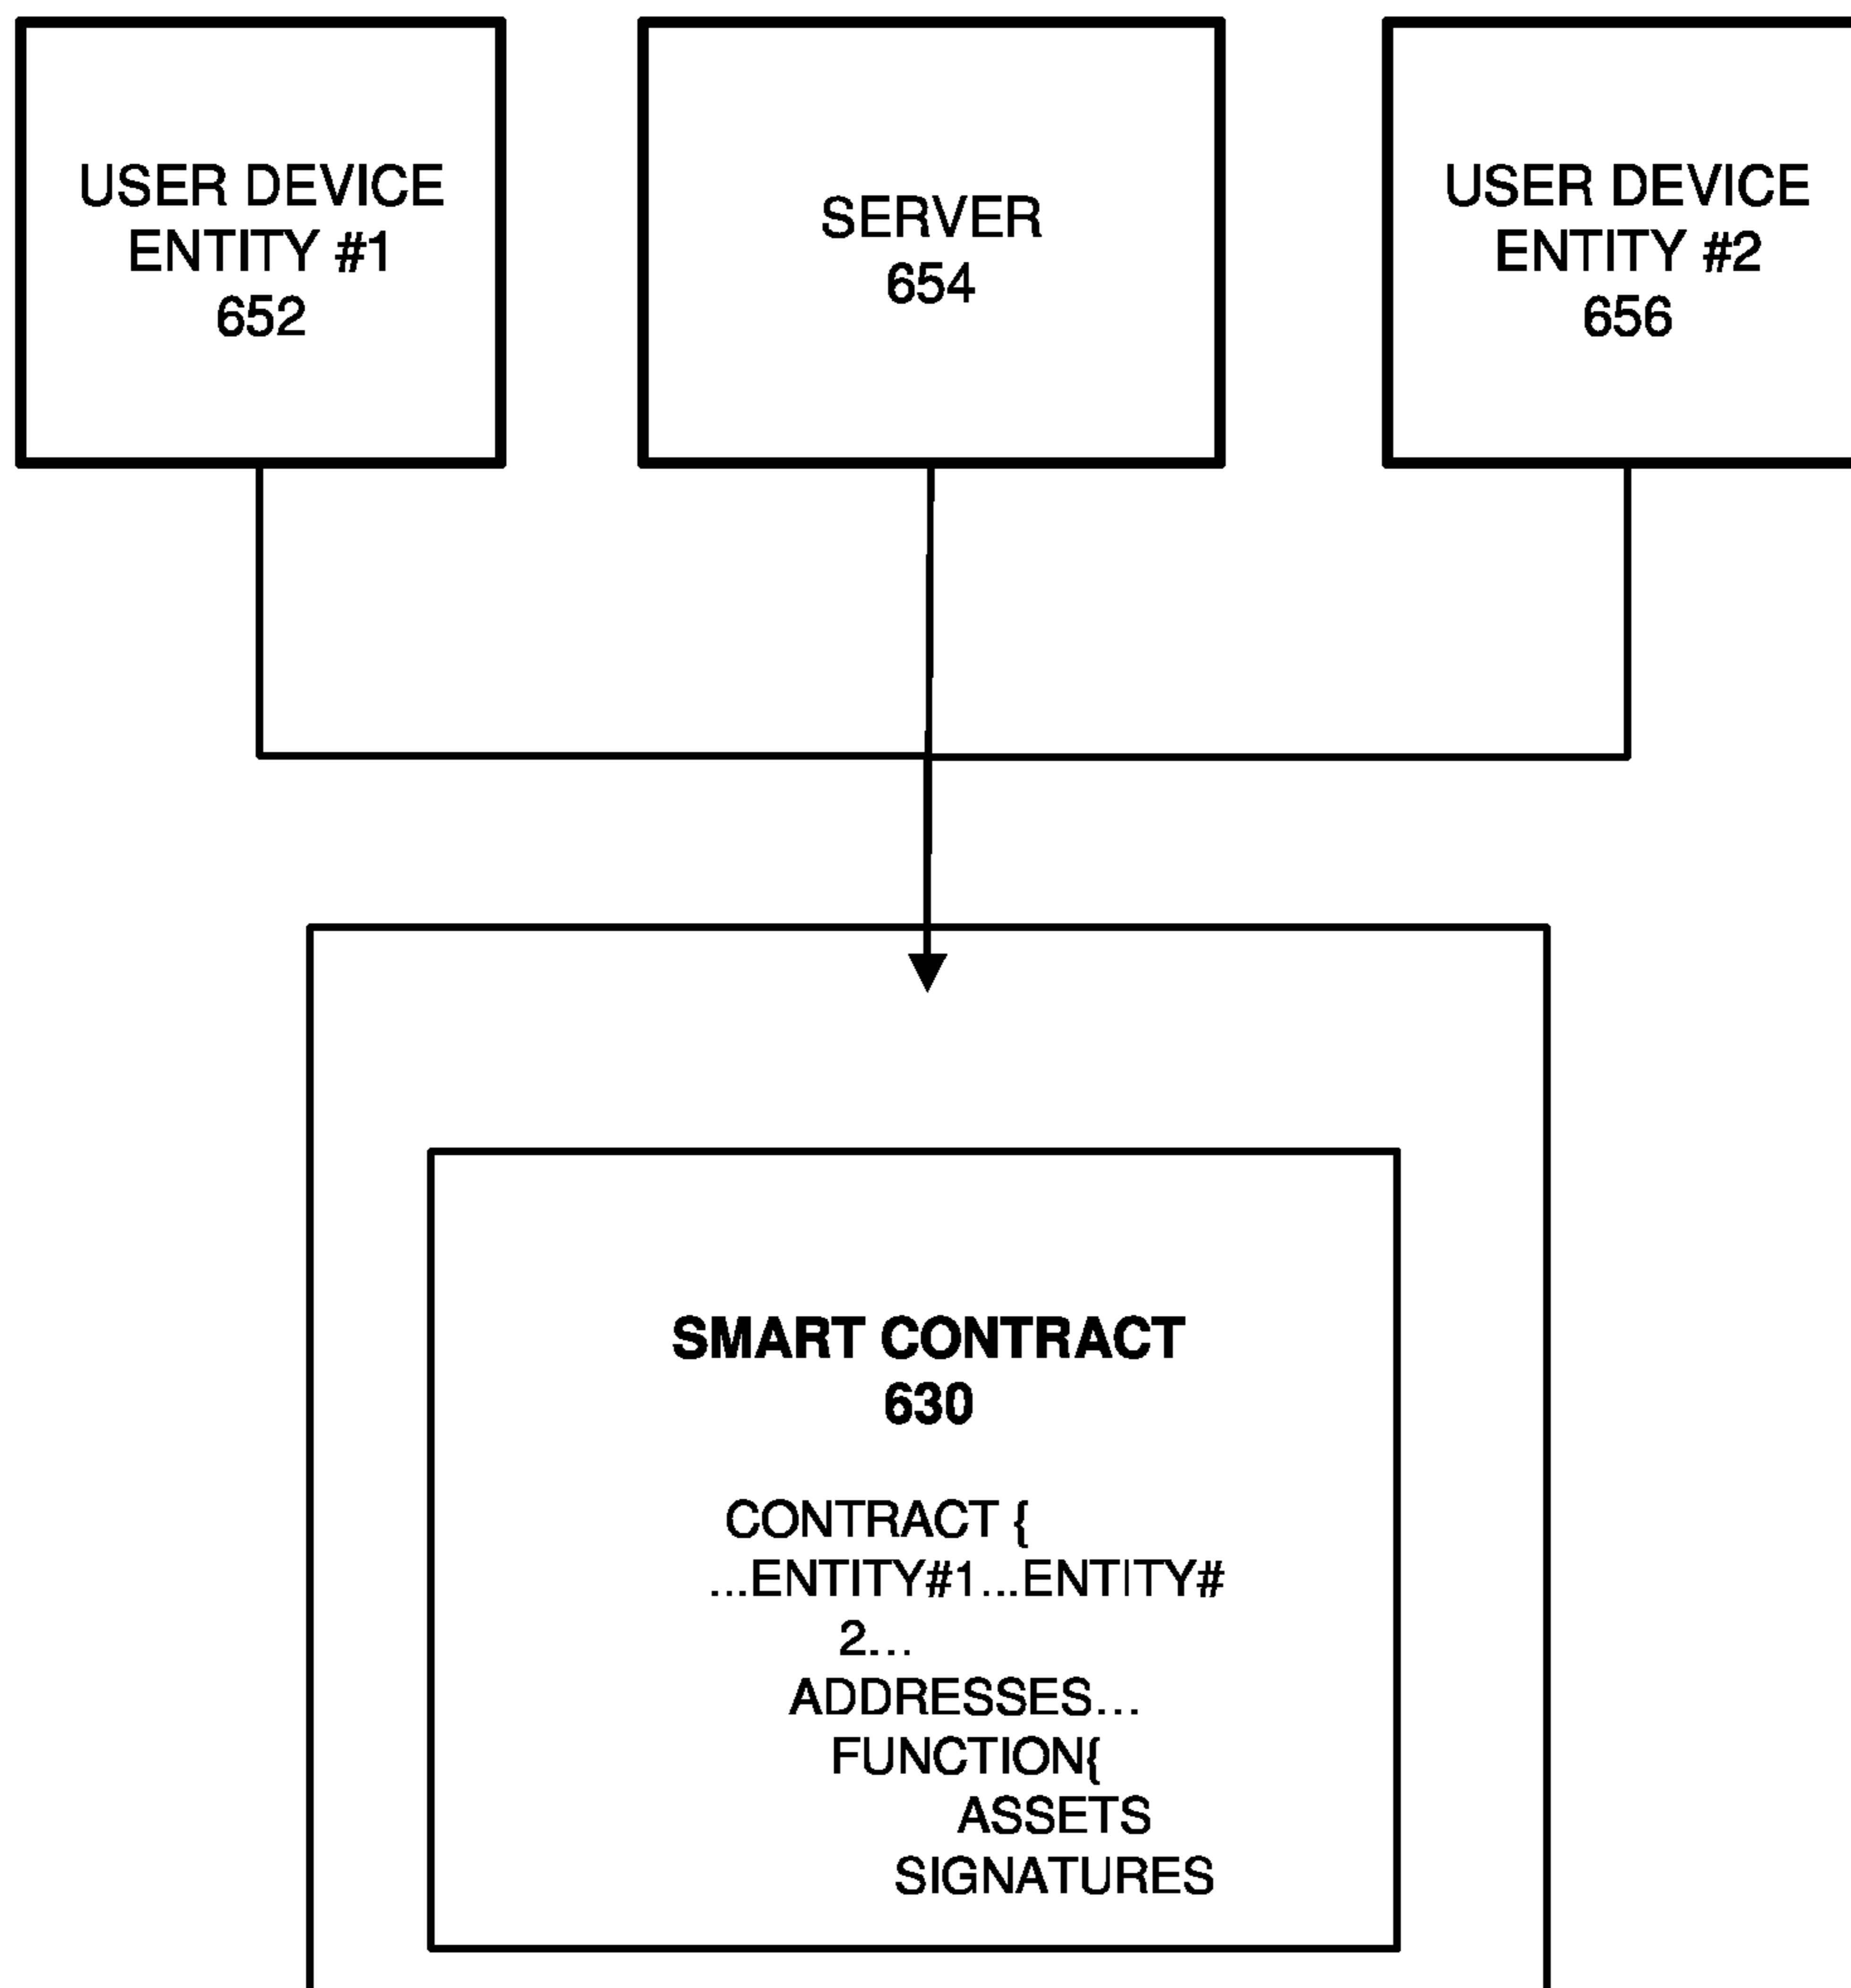 USER DEVICE
ENTITY #1
652
SERVER
654
USER DEVICE
ENTITY #2
656
SMART CONTRACT
630
CONTRACT {
...ENTITY#1...ENTITY#
2...
ADDRESSES...
FUNCTION{
ASSETS
SIGNATURES